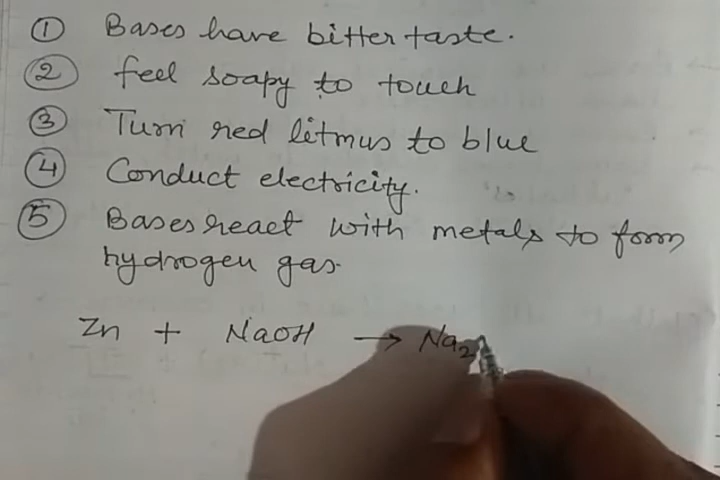 ① Bases have bitter taste.
② feel soapy to touch
③ Turn red litmus to blue
④ Conduct electricity.
⑤ Bases react with metals to form
hydrogen gas.
Zn + NaOH → Na₂